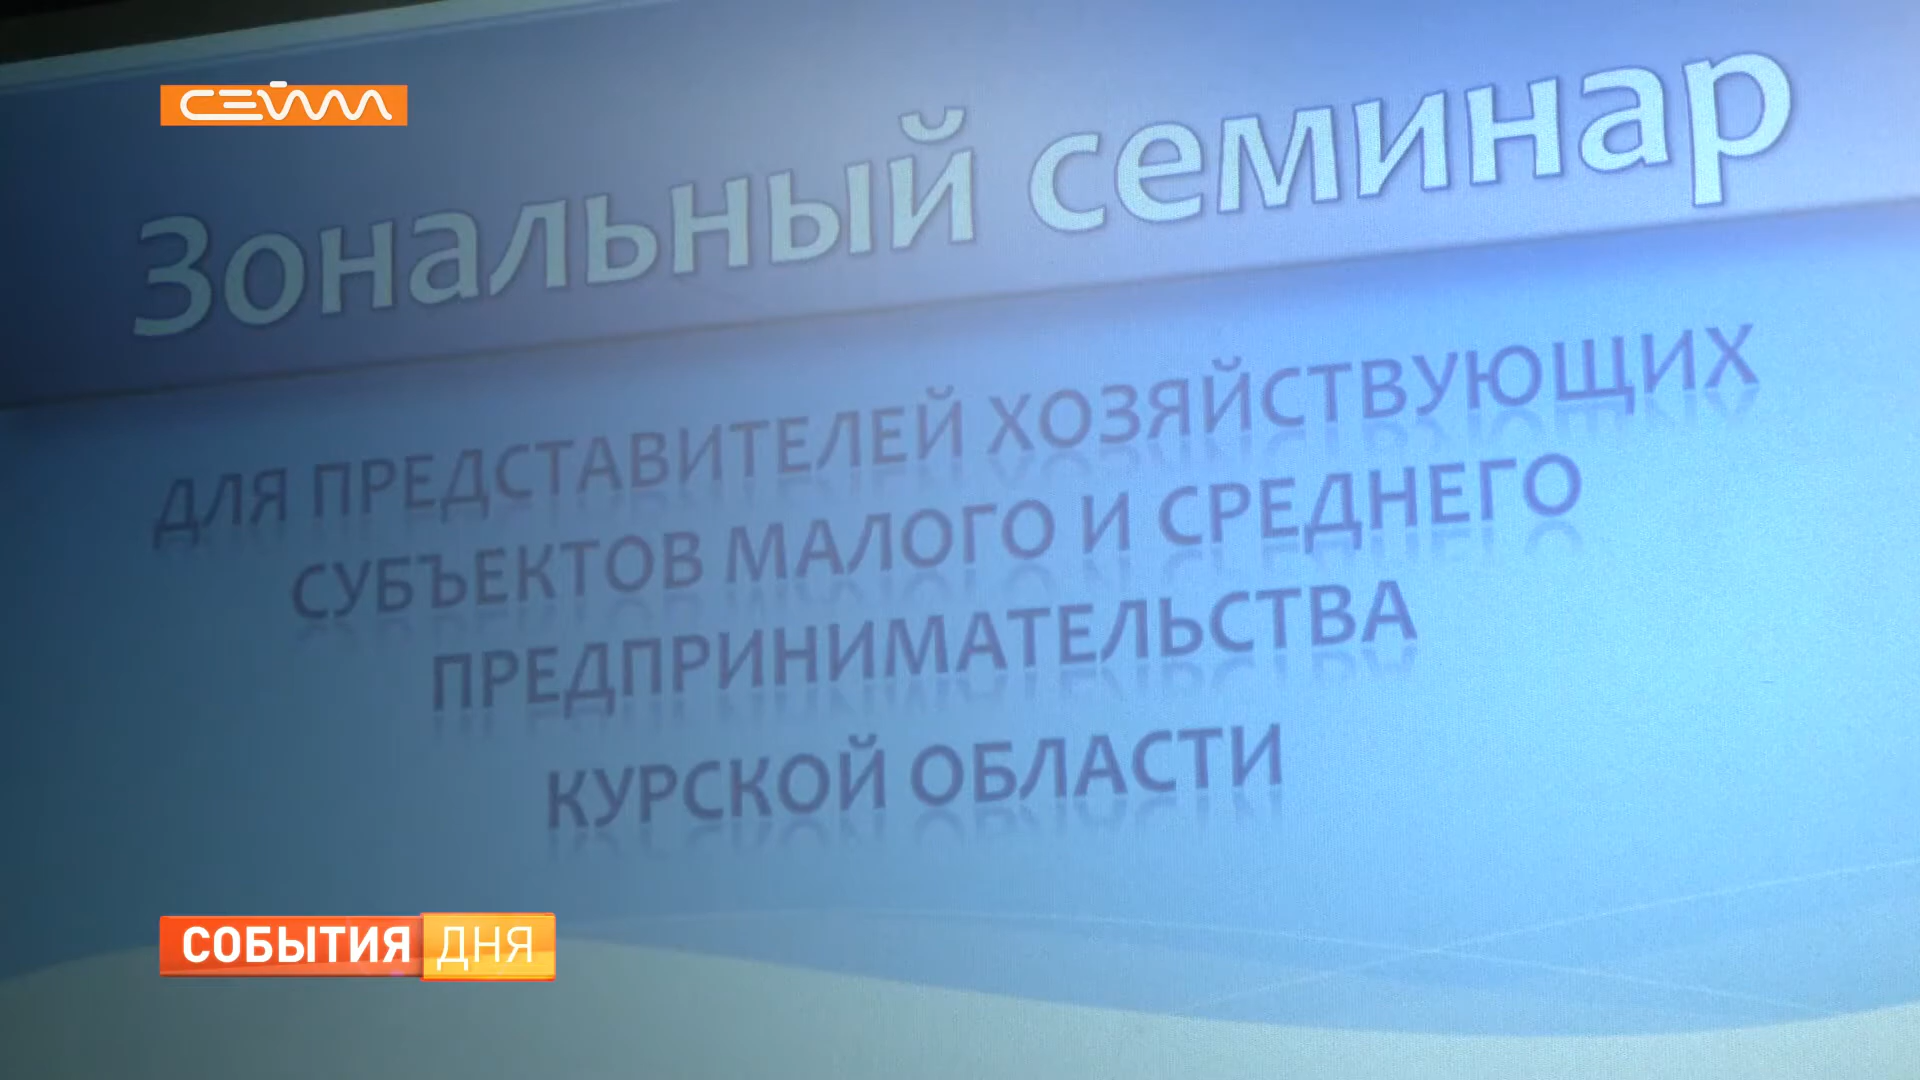 СЕЙМ
Зональный семинар
ДЛЯ ПРЕДСТАВИТЕЛЕЙ ХОЗЯЙСТВУЮЩИХ
СУБЪЕКТОВ МАЛОГО И СРЕДНЕГО
ПРЕДПРИНИМАТЕЛЬСТВА
КУРСКОЙ ОБЛАСТИ
СОБЫТИЯ ДНЯ